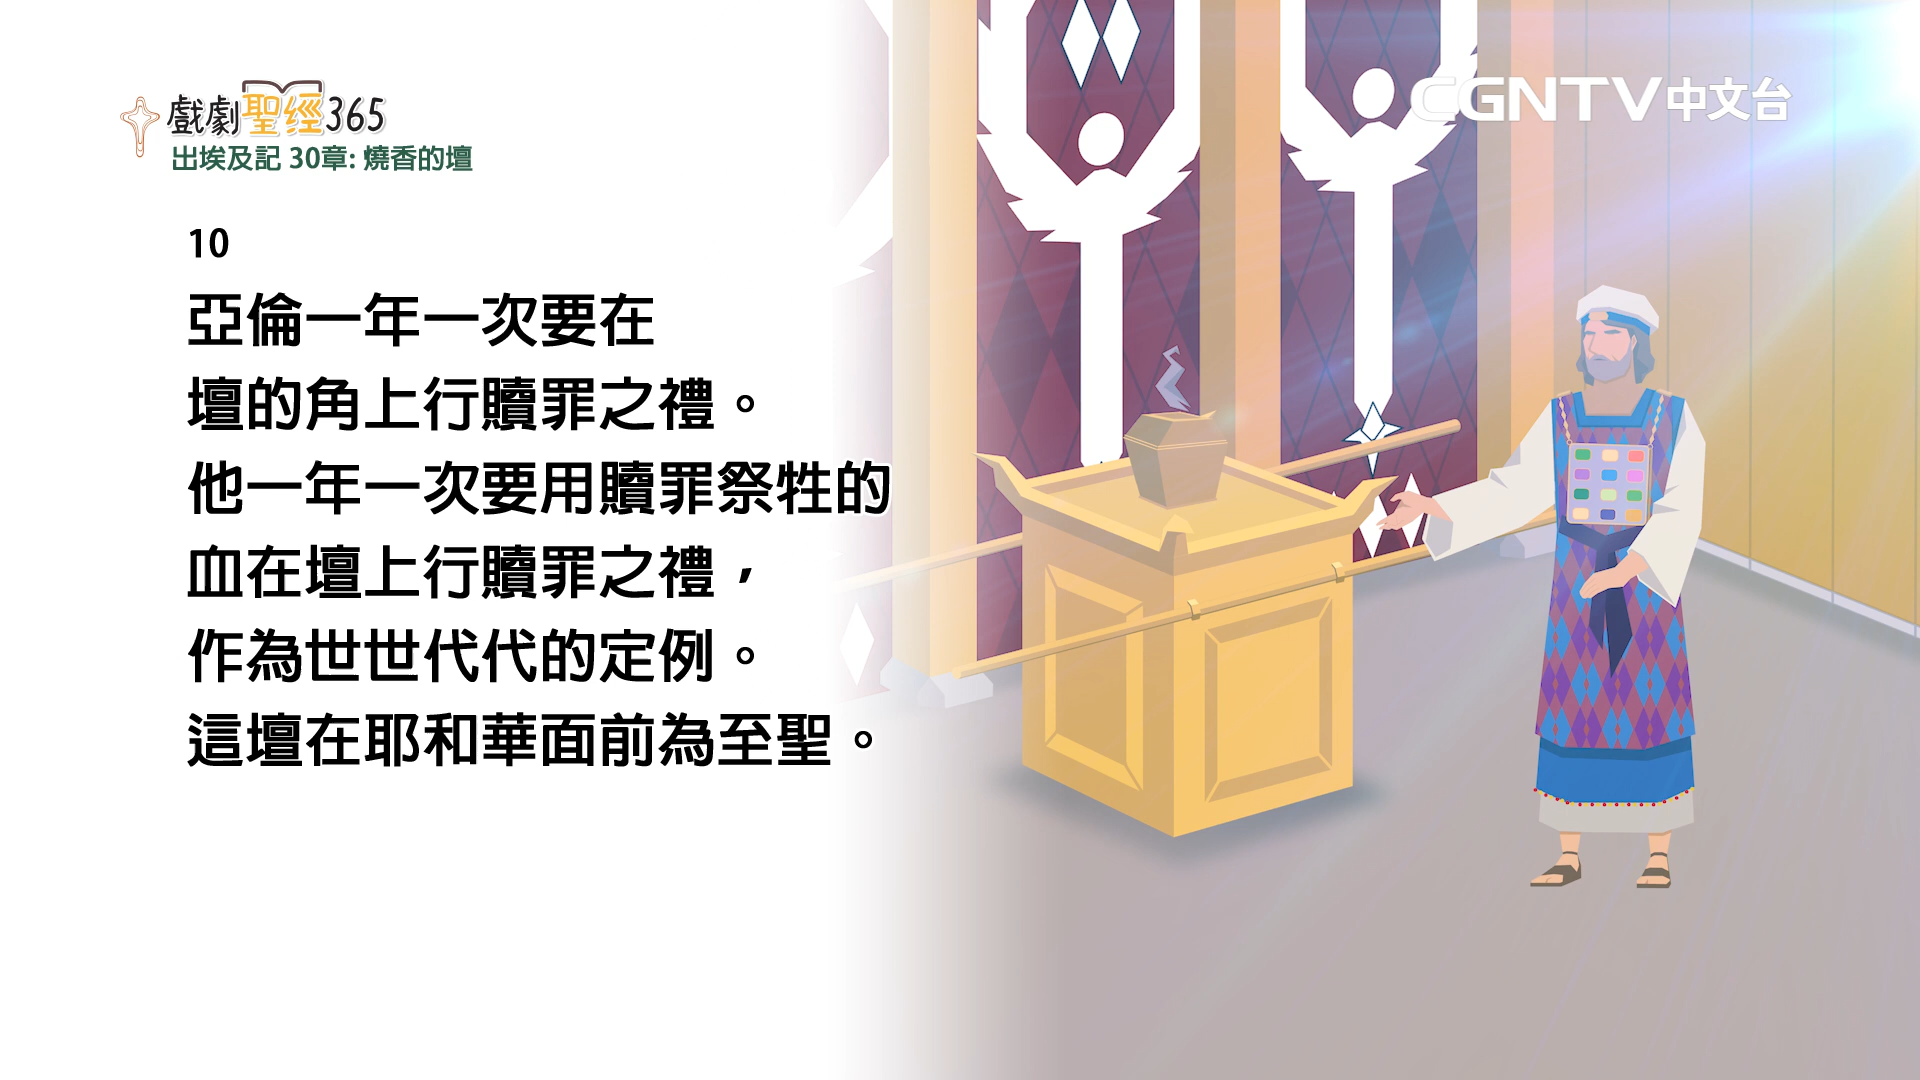 戲劇聖經365
出埃及記 30章: 燒香的壇
CGNTV中文台
10
亞倫一年一次要在
壇的角上行贖罪之禮。
他一年一次要用贖罪祭牲的
血在壇上行贖罪之禮，
作為世世代代的定例。
這壇在耶和華面前為至聖。